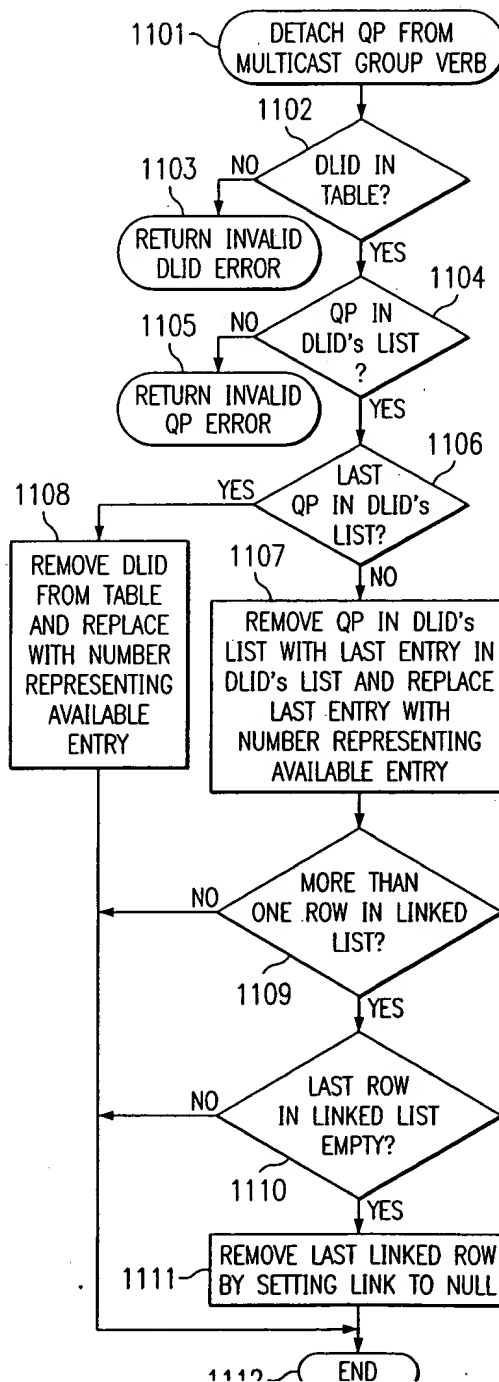 1101
DETACH QP FROM
MULTICAST GROUP VERB
1102
DLID IN
TABLE?
NO
YES
1103
RETURN INVALID
DLID ERROR
1104
QP IN
DLID's LIST
?
NO
YES
1105
RETURN INVALID
QP ERROR
1106
LAST
QP IN DLID's
LIST?
YES
NO
1108
REMOVE DLID
FROM TABLE
AND REPLACE
WITH NUMBER
REPRESENTING
AVAILABLE
ENTRY
1107
REMOVE QP IN DLID's
LIST WITH LAST ENTRY IN
DLID's LIST AND REPLACE
LAST ENTRY WITH
NUMBER REPRESENTING
AVAILABLE ENTRY
MORE THAN
ONE ROW IN LINKED
LIST?
NO
1109
YES
LAST ROW
IN LINKED LIST
EMPTY?
NO
1110
YES
1111
REMOVE LAST LINKED ROW
BY SETTING LINK TO NULL
1112
END